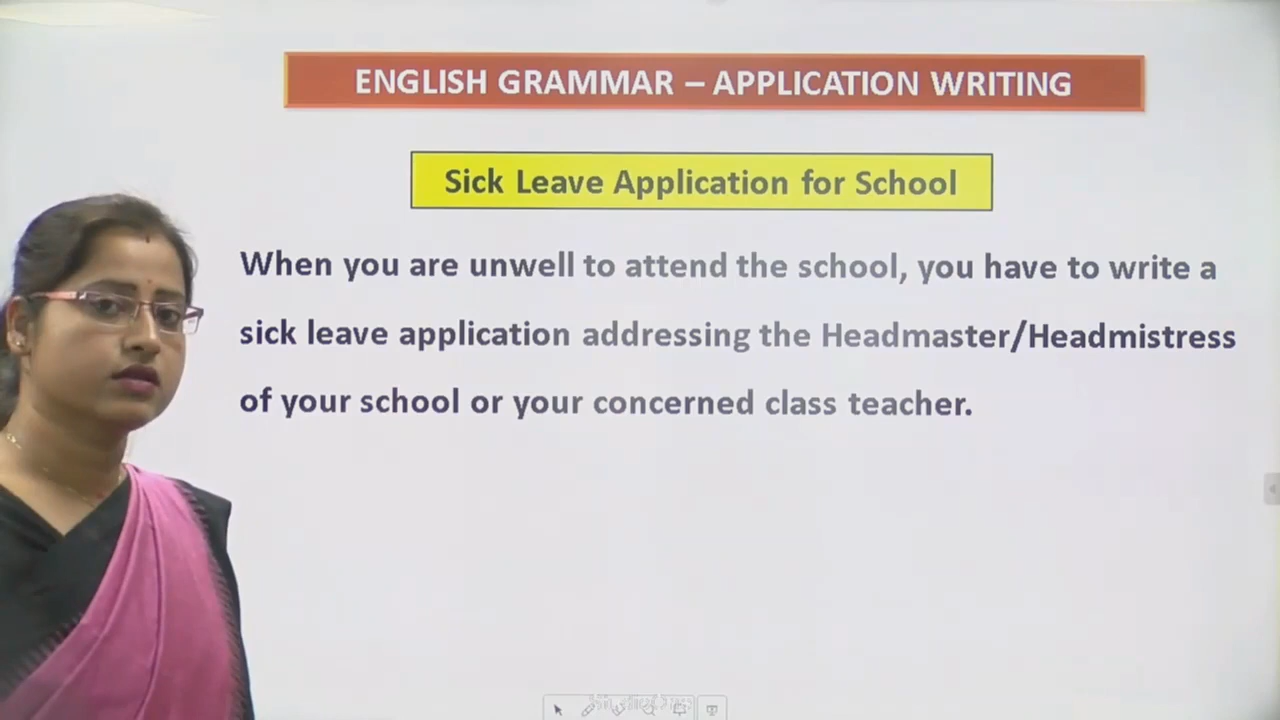 ENGLISH GRAMMAR – APPLICATION WRITING
Sick Leave Application for School
When you are unwell to attend the school, you have to write a
sick leave application addressing the Headmaster/Headmistress
of your school or your concerned class teacher.